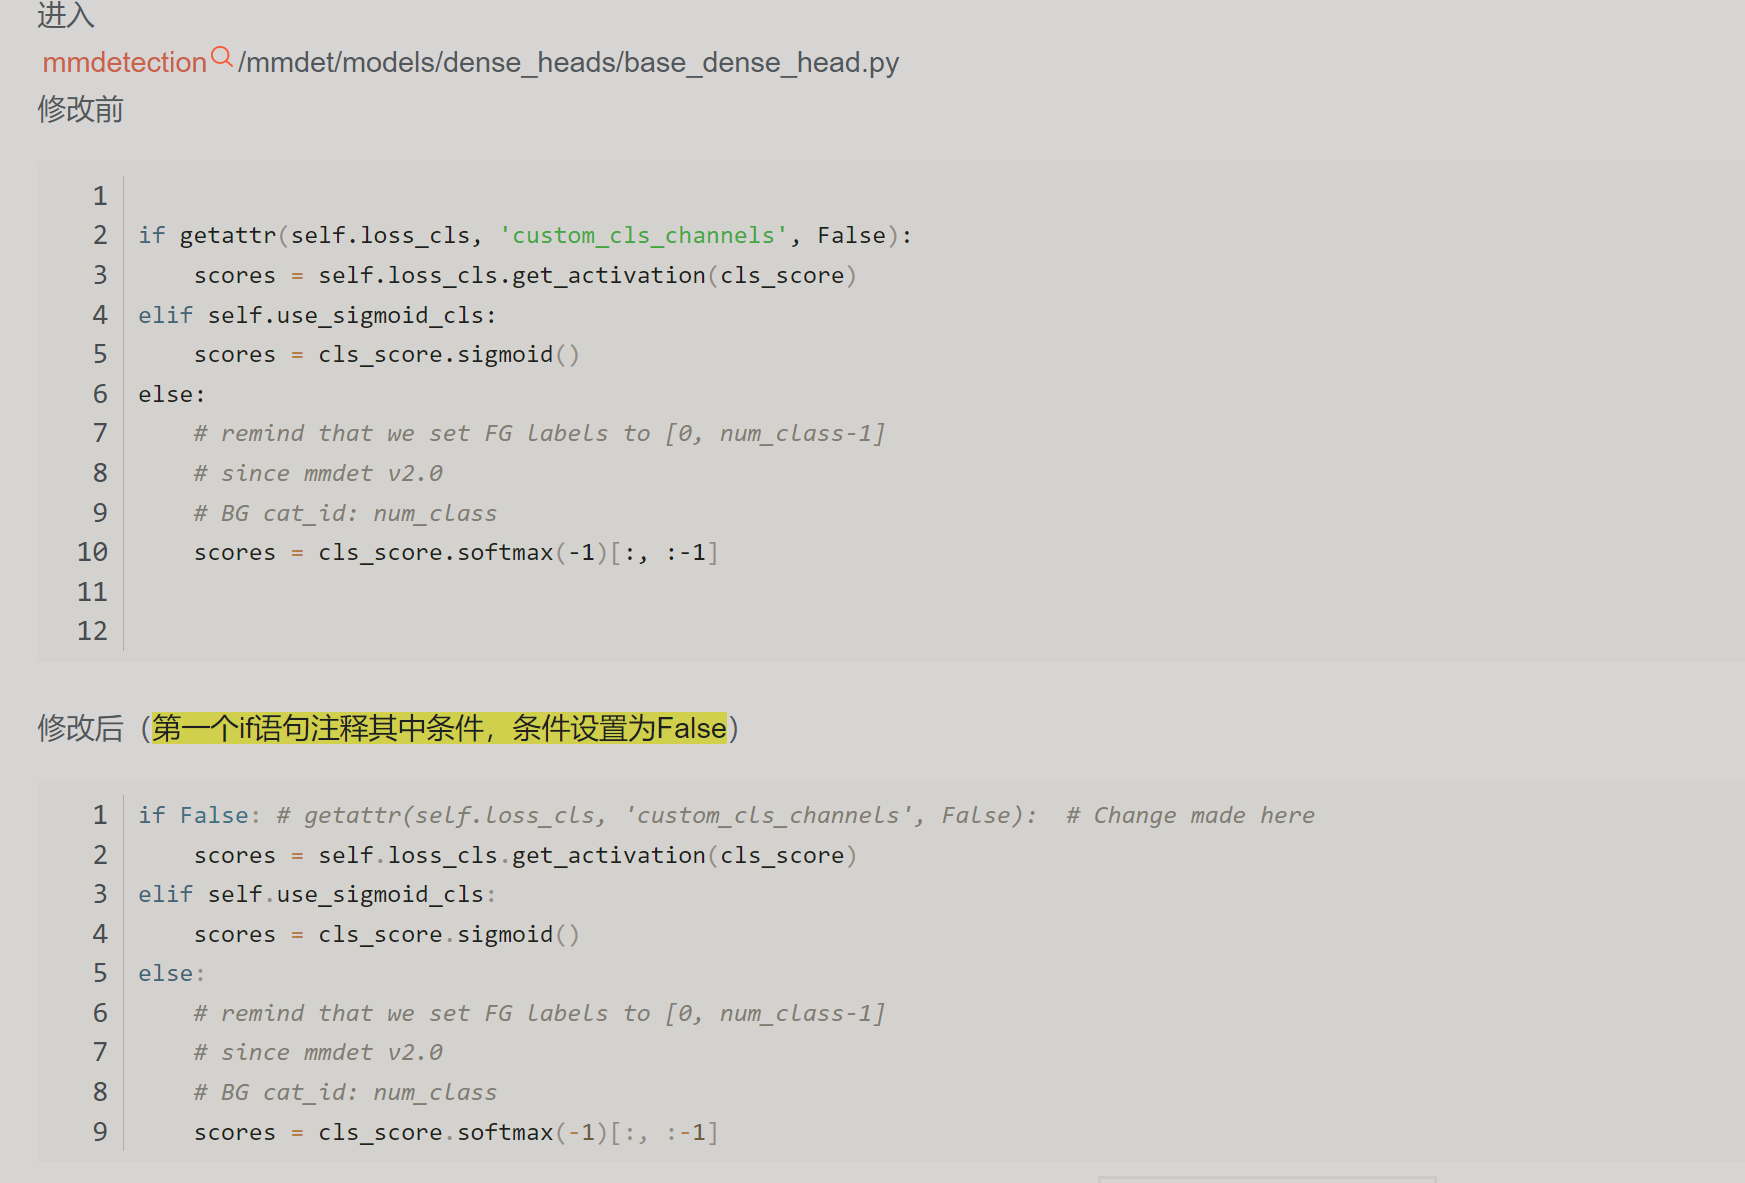 进入
mmdetection/mmdet/models/dense_heads/base_dense_head.py
修改前
1
2 if getattr(self.loss_cls, 'custom_cls_channels', False):
3     scores = self.loss_cls.get_activation(cls_score)
4 elif self.use_sigmoid_cls:
5     scores = cls_score.sigmoid()
6 else:
7     # remind that we set FG labels to [0, num_class-1]
8     # since mmdet v2.0
9     # BG cat_id: num_class
10     scores = cls_score.softmax(-1)[:, :-1]
11
12
修改后（第一个if语句注释其中条件，条件设置为False）
1 if False: # getattr(self.loss_cls, 'custom_cls_channels', False):  # Change made here
2     scores = self.loss_cls.get_activation(cls_score)
3 elif self.use_sigmoid_cls:
4     scores = cls_score.sigmoid()
5 else:
6     # remind that we set FG labels to [0, num_class-1]
7     # since mmdet v2.0
8     # BG cat_id: num_class
9     scores = cls_score.softmax(-1)[:, :-1]